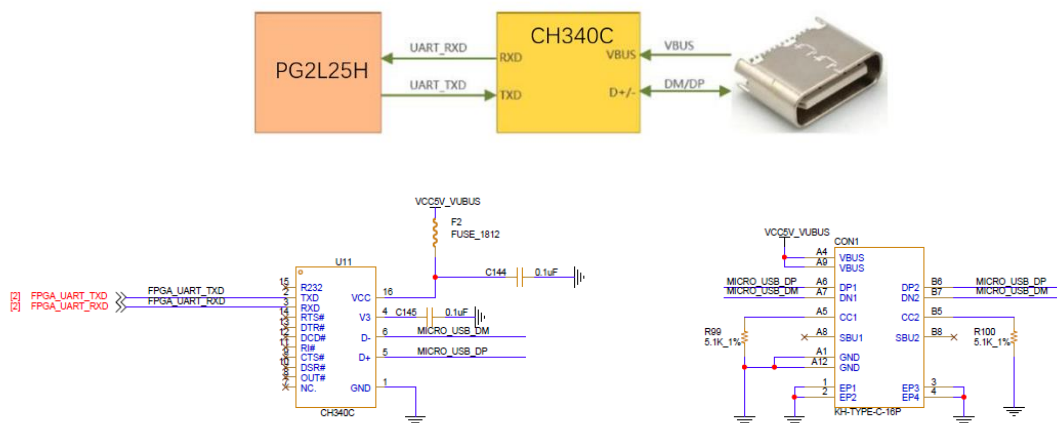 PG2L25H
UART_RXD
UART_TXD
CH340C
RXD
TXD
VBUS
D+/-
VBUS
DM/DP
VCC5V_VUBUS
F2
FUSE_1812
U11
C144
0.1uF
[2] FPGA_UART_TXD
[2] FPGA_UART_RXD
FPGA_UART_TXD
FPGA_UART_RXD
15 R232
2 TXD
3 RXD
14 RTS#
13 DTR#
12 DCD#
11 RI#
9 CTS#
10 DSR#
8 OUT#
7 NC.
VCC 16
V3 4
C145
0.1uF
D- 6
MICRO_USB_DM
D+ 5
MICRO_USB_DP
GND 1
CH340C
VCC5V_VUBUS
CON1
A4 VBUS
A9 VBUS
MICRO_USB_DP
A6 DP1
MICRO_USB_DM
A7 DN1
A5 CC1
A8 SBU1
R99
5.1K_1%
A1 GND
A12 GND
1 EP1
2 EP2
DP2 B6
MICRO_USB_DP
DN2 B7
MICRO_USB_DM
CC2 B5
SBU2 B8
R100
5.1K_1%
EP3 3
EP4 4
KH-TYPE-C-16P